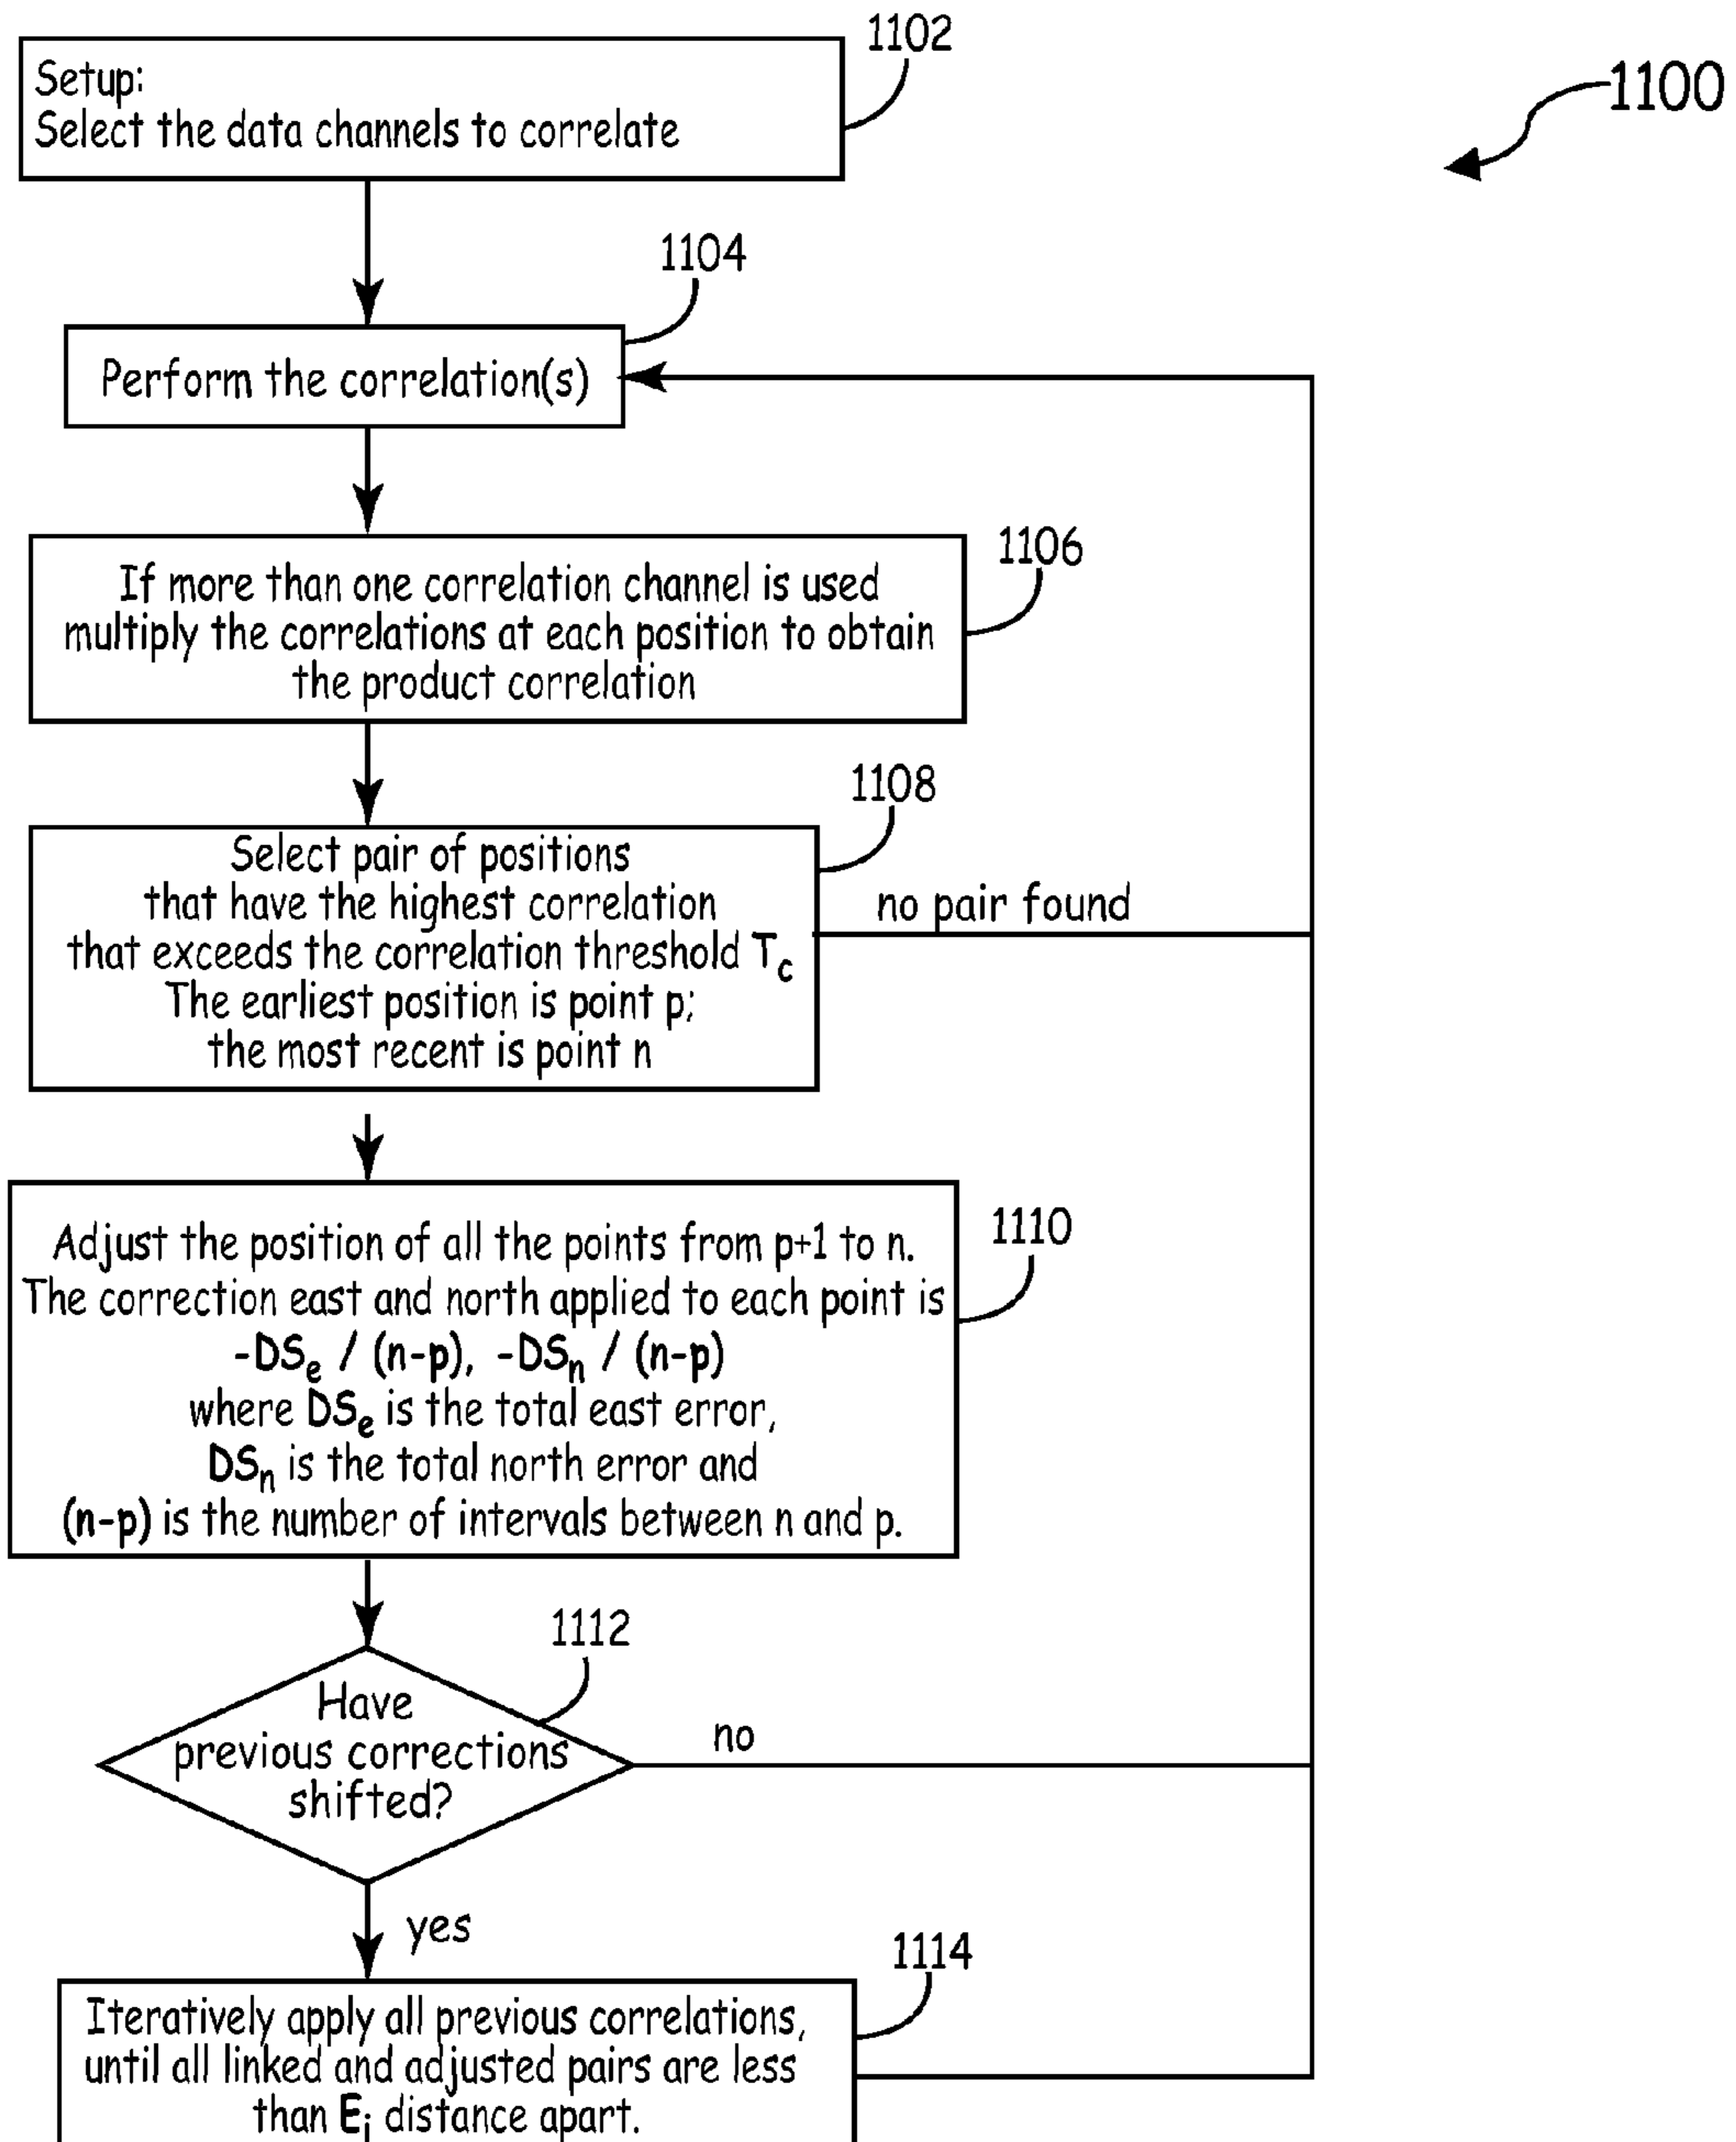 1102
1100
Setup:
Select the data channels to correlate
1104
Perform the correlation(s)
1106
If more than one correlation channel is used
multiply the correlations at each position to obtain
the product correlation
1108
Select pair of positions
that have the highest correlation
that exceeds the correlation threshold Tc
The earliest position is point p;
the most recent is point n
no pair found
1110
Adjust the position of all the points from p+1 to n.
The correction east and north applied to each point is
-DSe / (n-p), -DSn / (n-p)
where DSe is the total east error,
DSn is the total north error and
(n-p) is the number of intervals between n and p.
1112
Have
previous corrections
shifted?
no
yes
1114
Iteratively apply all previous correlations,
until all linked and adjusted pairs are less
than Ei distance apart.